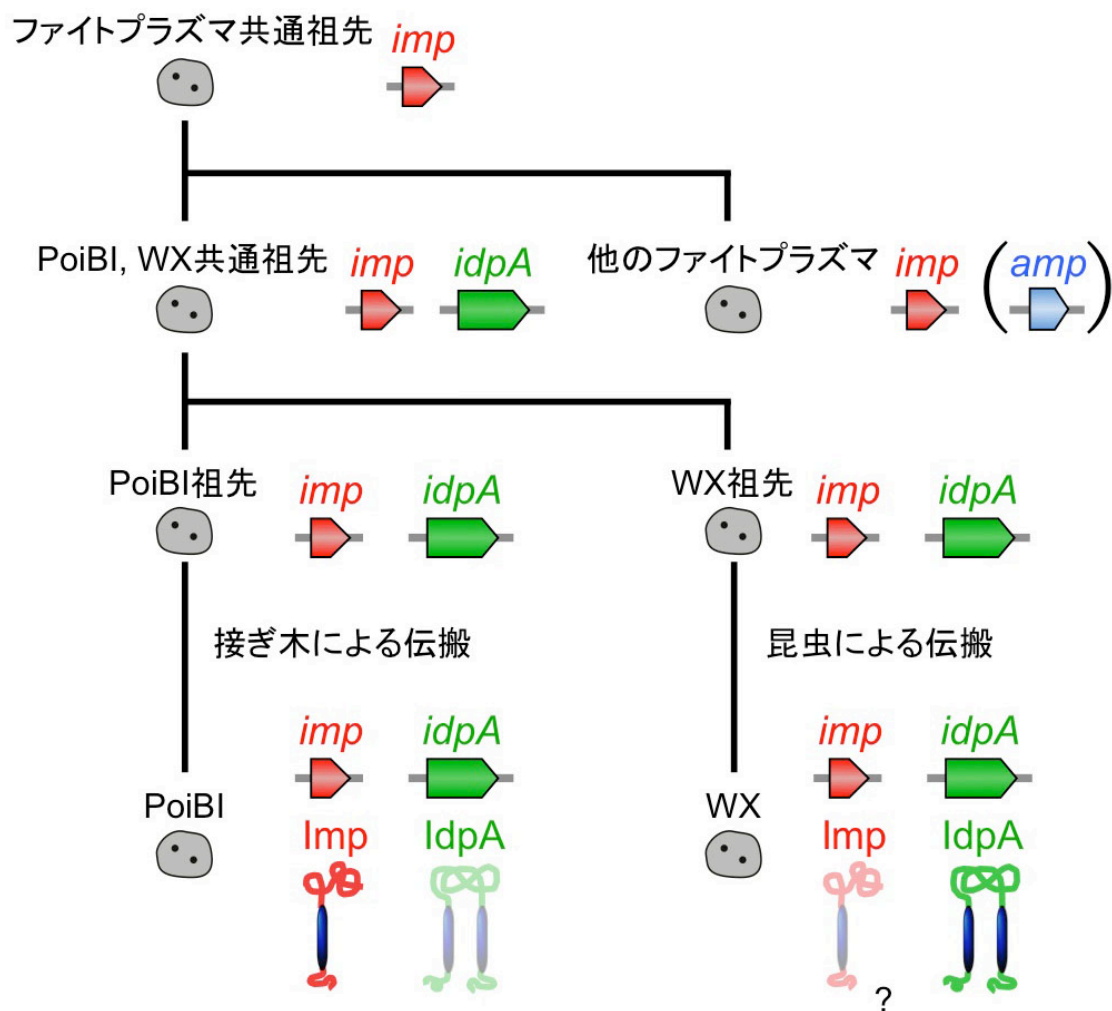 ファイトプラズマ共通祖先 imp
PoiBI, WX共通祖先 imp idpA
他のファイトプラズマ imp (amp)
PoiBI祖先 imp idpA
WX祖先 imp idpA
接ぎ木による伝搬
昆虫による伝搬
imp idpA
imp idpA
PoiBI
Imp IdpA
WX
Imp IdpA
?